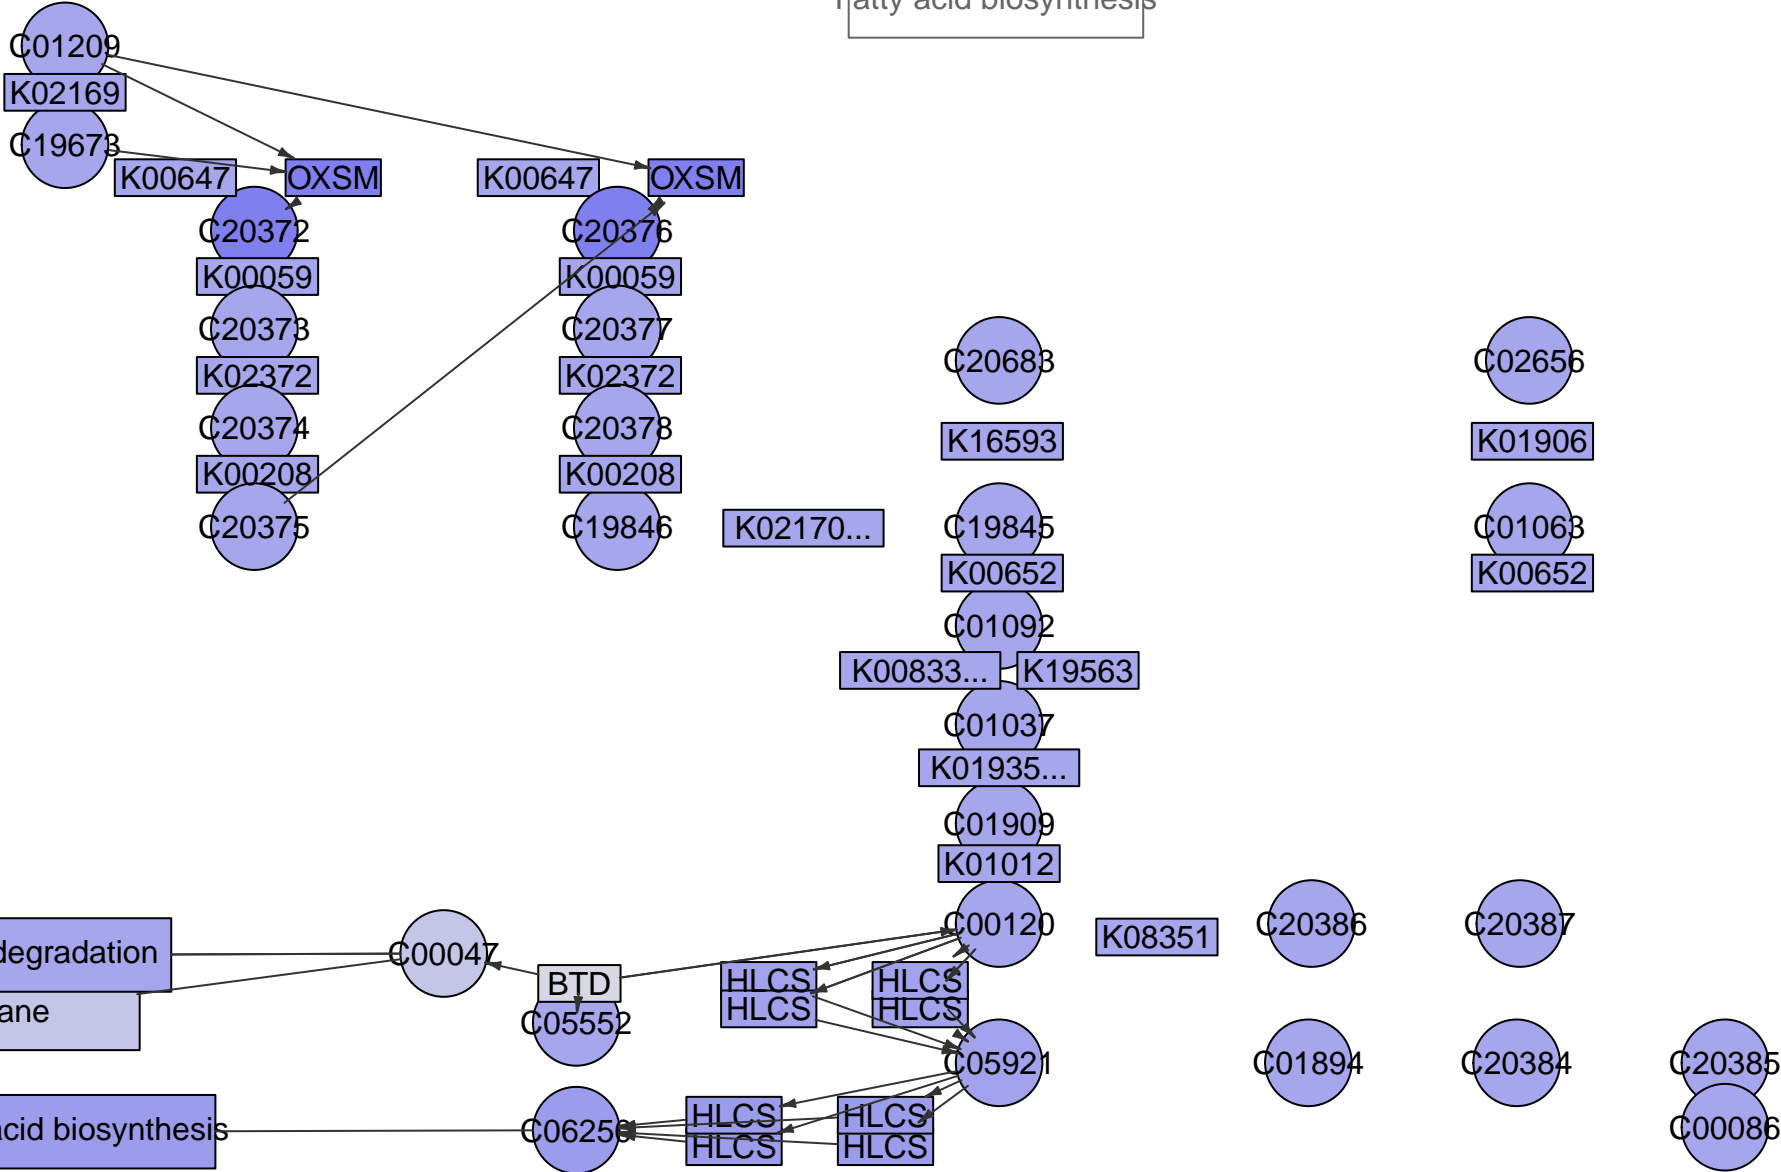 Fatty acid biosynthesis
C01209
K02169
C19673
K00647
OXSM
K00647
OXSM
C20372
C20376
K00059
K00059
C20373
C20377
C20683
C02656
K02372
K02372
C20374
C20378
K16593
K01906
K00208
K00208
C20375
C19846
K02170...
C19845
C01063
K00652
K00652
C01092
K00833...
K19563
C01037
K01935...
C01909
K01012
C00120
K08351
C20386
C20387
degradation
C00047
BTD
HLCS
HLCS
ane
HLCS
HLCS
C05552
C05921
C01894
C20384
C20385
acid biosynthesis
C06250
HLCS
HLCS
C00086
HLCS
HLCS